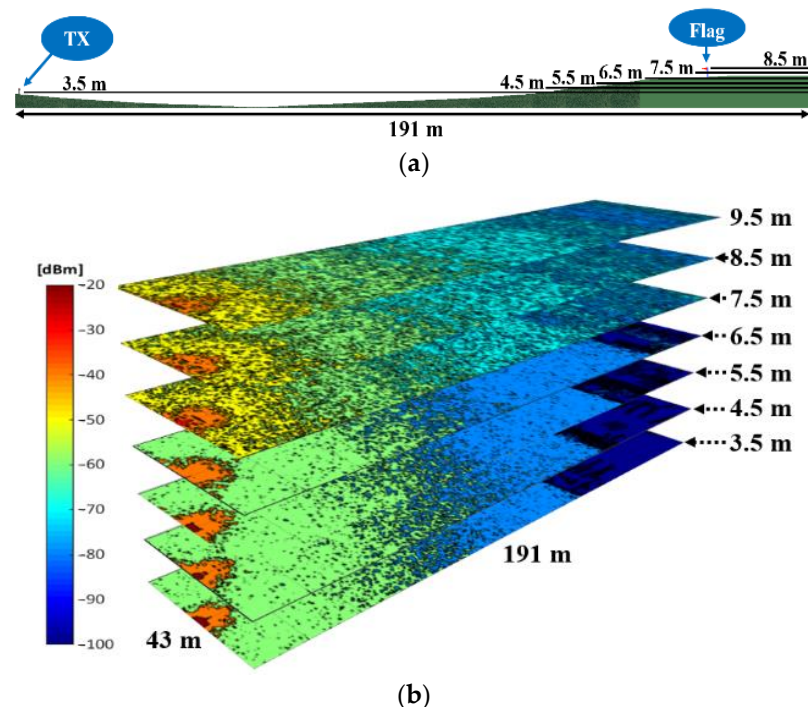 TX
Flag
8.5 m
7.5 m
6.5 m
5.5 m
4.5 m
3.5 m
191 m
(a)
9.5 m
[dBm]
8.5 m
−20
7.5 m
−30
6.5 m
−40
5.5 m
−50
4.5 m
−60
3.5 m
−70
−80
191 m
−90
−100
43 m
(b)